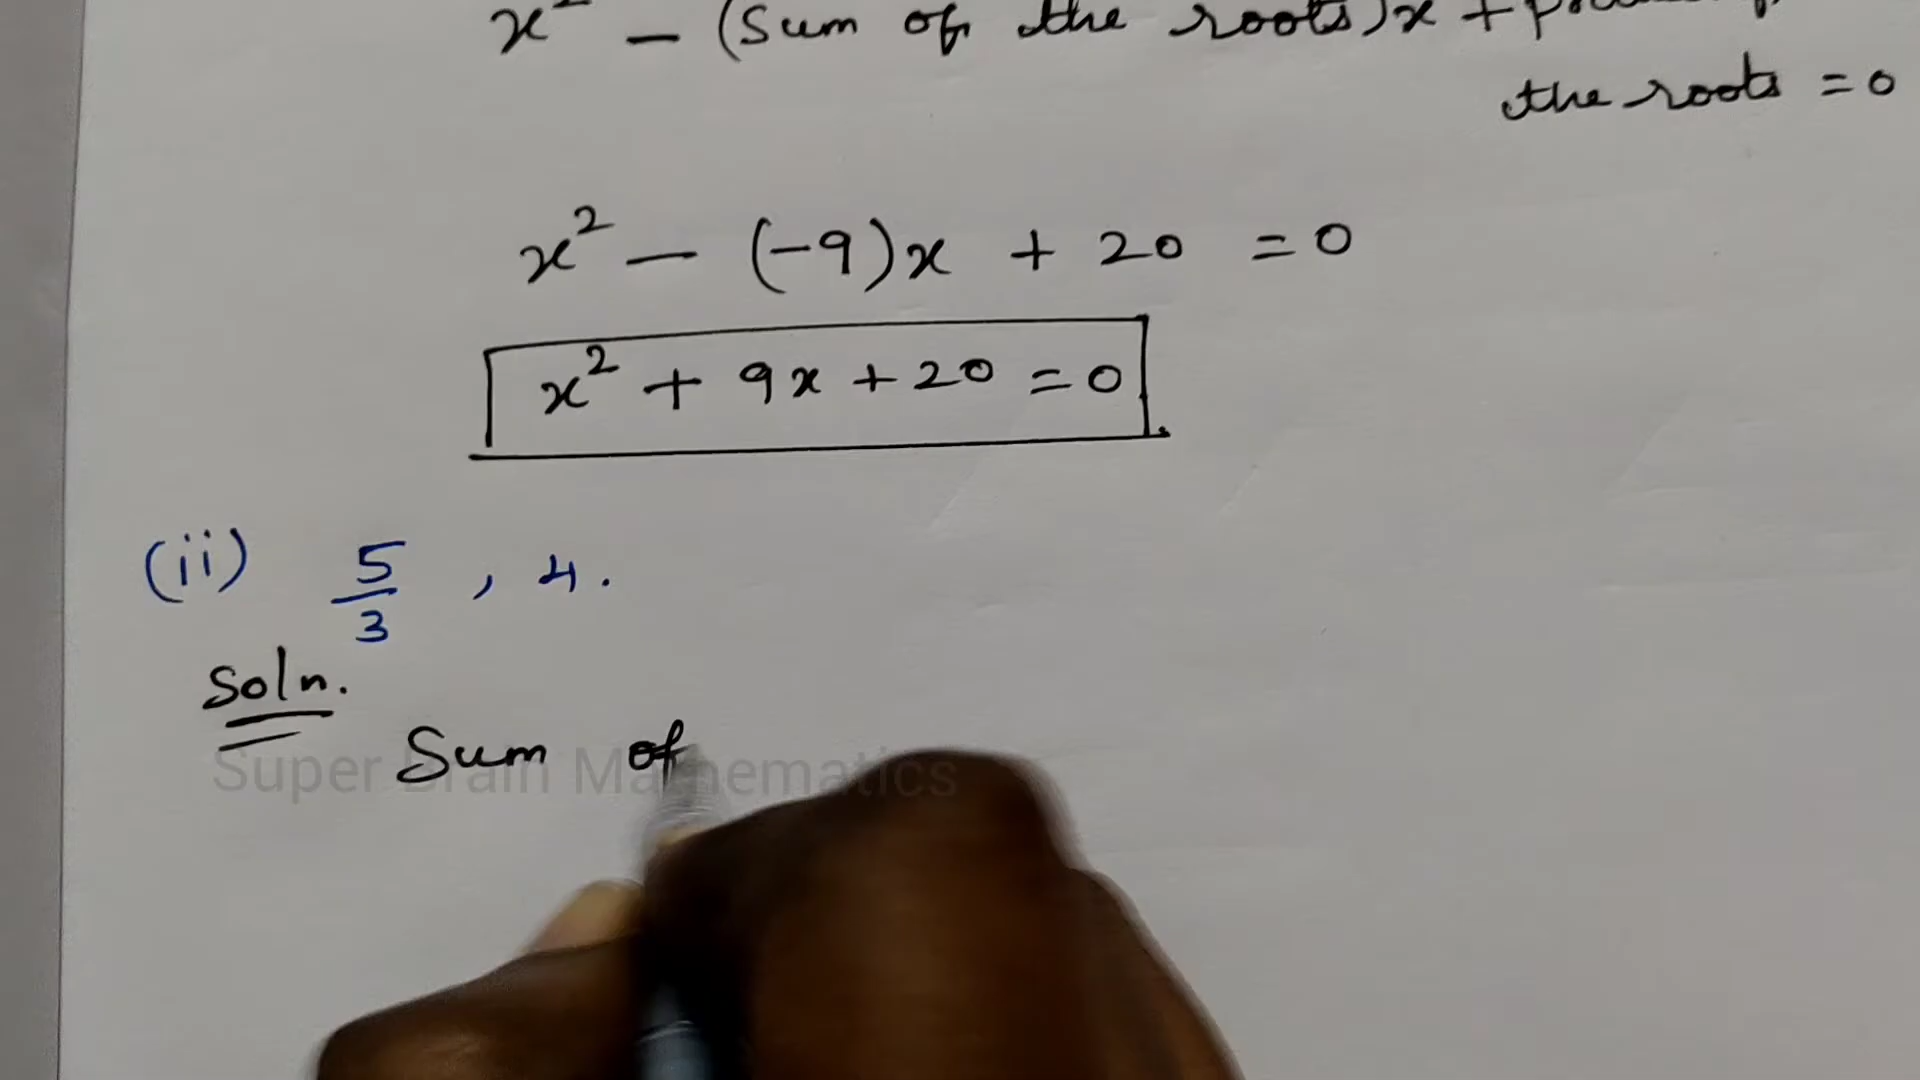 x² - (Sum of the roots)x +
the roots = 0
x² - (-9)x + 20 = 0
x² + 9x + 20 = 0
(ii) 5/3 , 4.
Soln.
Sum of
Super Brain Mathematics